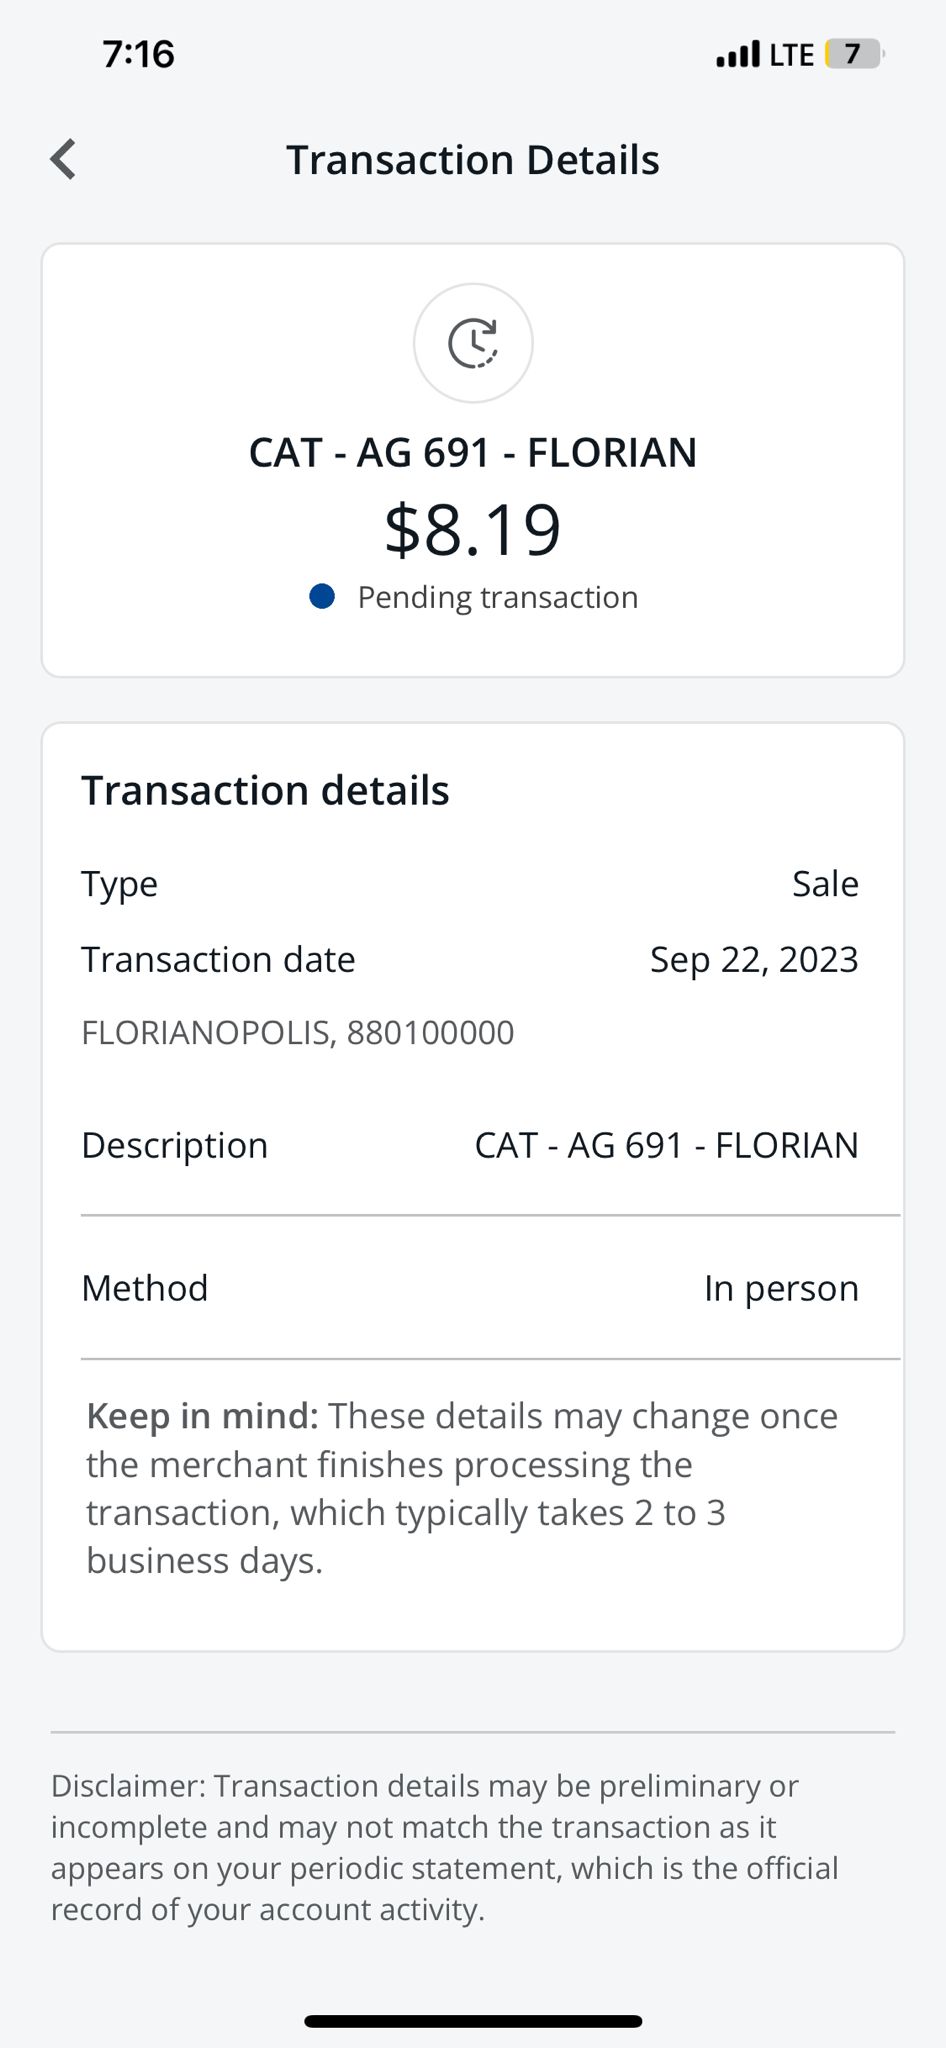 7:16 LTE 7
Transaction Details
CAT - AG 691 - FLORIAN
$8.19
Pending transaction
Transaction details
Type Sale
Transaction date Sep 22, 2023
FLORIANOPOLIS, 880100000
Description CAT - AG 691 - FLORIAN
Method In person
Keep in mind: These details may change once
the merchant finishes processing the
transaction, which typically takes 2 to 3
business days.
Disclaimer: Transaction details may be preliminary or
incomplete and may not match the transaction as it
appears on your periodic statement, which is the official
record of your account activity.